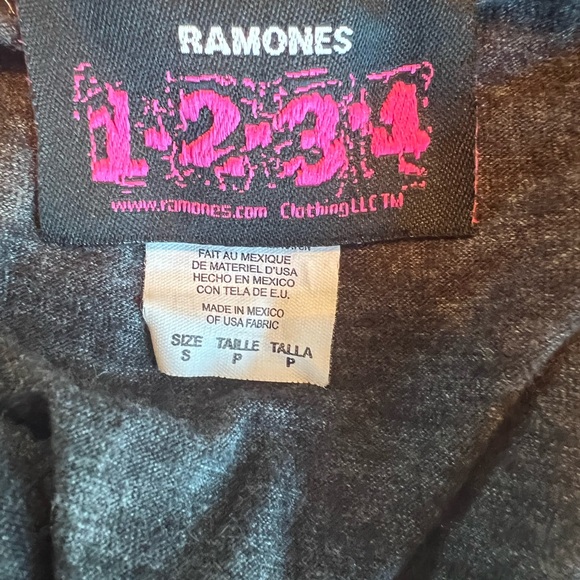 RAMONES
1-2-3-4
www.ramones.com Clothing LLC TM
FAIT AU MEXIQUE
DE MATERIEL D'USA
HECHO EN MEXICO
CON TELA DE E.U.
MADE IN MEXICO
OF USA FABRIC
SIZE TAILLE TALLA
S P P